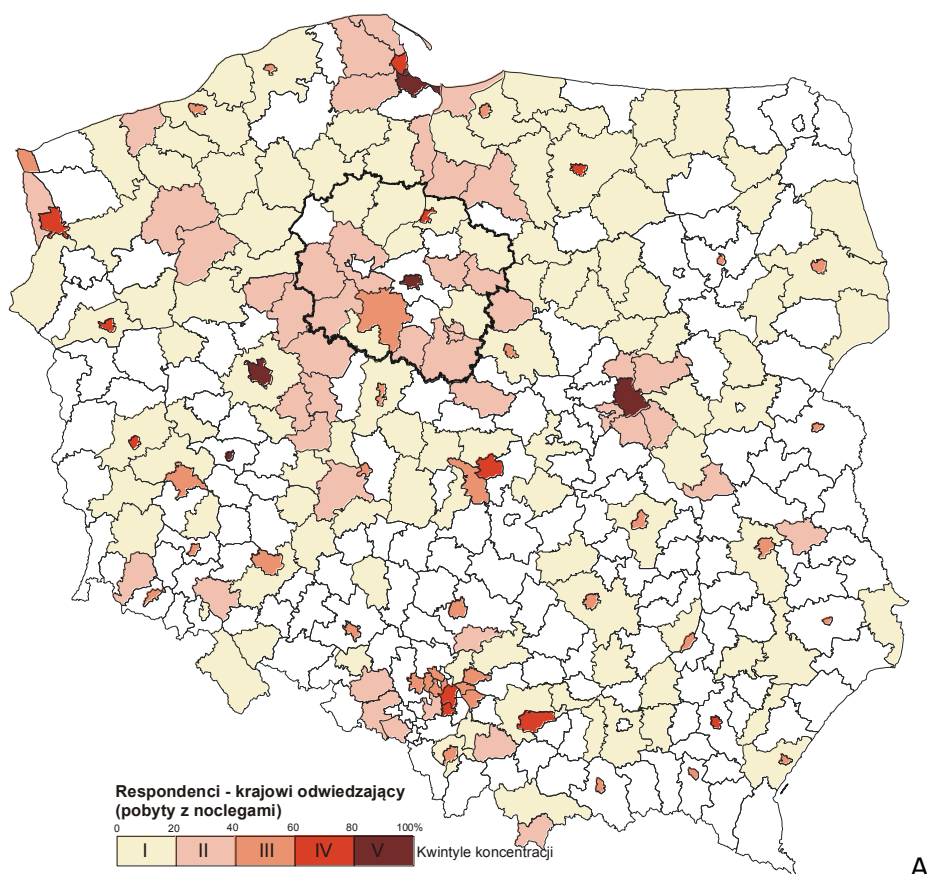 Respondenci - krajowi odwiedzający
(pobyty z noclegami)
0 20 40 60 80 100%
I II III IV V Kwintyle koncentracji
A